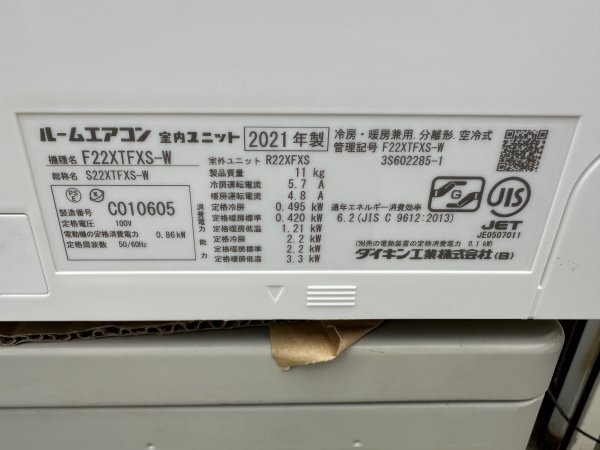 ルームエアコン 室内ユニット 2021年製 冷房・暖房兼用.分離形.空冷式
機種名 F22XTFXS-W 室外ユニット R22XFXS 管理記号 F22XTFXS-W
総称名 S22XTFXS-W 製品質量 11 kg 3S602285-1
冷房運転電流 5.7 A
暖房運転電流 4.8 A
製造番号 C010605
定格電圧 100V
電動機の定格消費電力 0.86kW
定格周波数 50/60Hz
消費電力 定格冷房 0.495 kW
定格暖房標準 0.420 kW
定格暖房低温 1.21 kW
能力 定格冷房 2.2 kW
定格暖房標準 2.2 kW
定格暖房低温 3.3 kW
通年エネルギー消費効率
6.2(JIS C 9612:2013)
JIS
JET
JE0507011
(別売の電熱装置の定格消費電力 0.1 kW)
ダイキン工業株式会社(B)